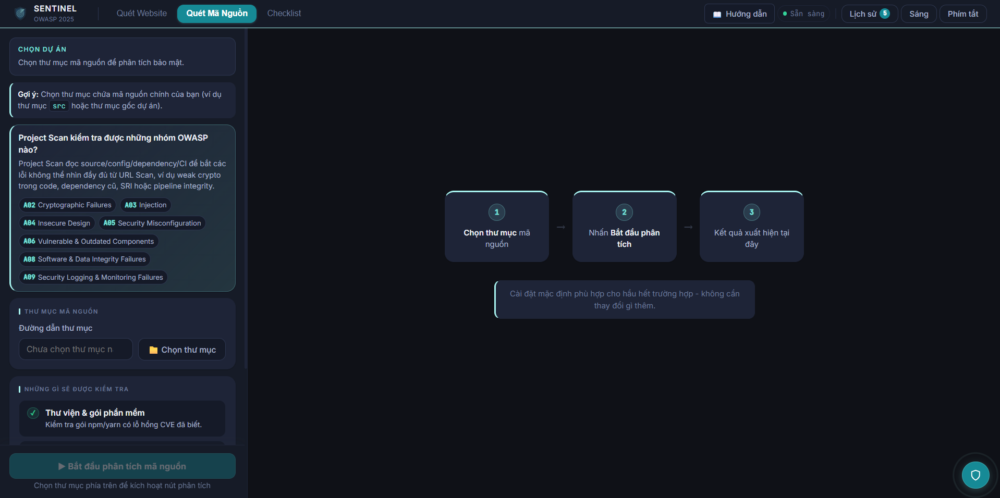 SENTINEL
OWASP 2025
Quét Website
Quét Mã Nguồn
Checklist
Hướng dẫn
Sẵn sàng
Lịch sử 5
Sáng
Phím tắt
CHỌN DỰ ÁN
Chọn thư mục mã nguồn để phân tích bảo mật.
Gợi ý: Chọn thư mục chứa mã nguồn chính của bạn (ví dụ
thư mục src hoặc thư mục gốc dự án).
Project Scan kiểm tra được những nhóm OWASP
nào?
Project Scan đọc source/config/dependency/CI để bắt các
lỗi không thể nhìn đầy đủ từ URL Scan, ví dụ weak crypto
trong code, dependency cũ, SRI hoặc pipeline integrity.
A02 Cryptographic Failures
A03 Injection
A04 Insecure Design
A05 Security Misconfiguration
A06 Vulnerable & Outdated Components
A08 Software & Data Integrity Failures
A09 Security Logging & Monitoring Failures
THƯ MỤC MÃ NGUỒN
Đường dẫn thư mục
Chưa chọn thư mục n
Chọn thư mục
NHỮNG GÌ SẼ ĐƯỢC KIỂM TRA
Thư viện & gói phần mềm
Kiểm tra gói npm/yarn có lỗ hổng CVE đã biết.
▶ Bắt đầu phân tích mã nguồn
Chọn thư mục phía trên để kích hoạt nút phân tích
1
Chọn thư mục mã
nguồn
→
2
Nhấn Bắt đầu phân
tích
→
3
Kết quả xuất hiện tại
đây
Cài đặt mặc định phù hợp cho hầu hết trường hợp - không cần
thay đổi gì thêm.